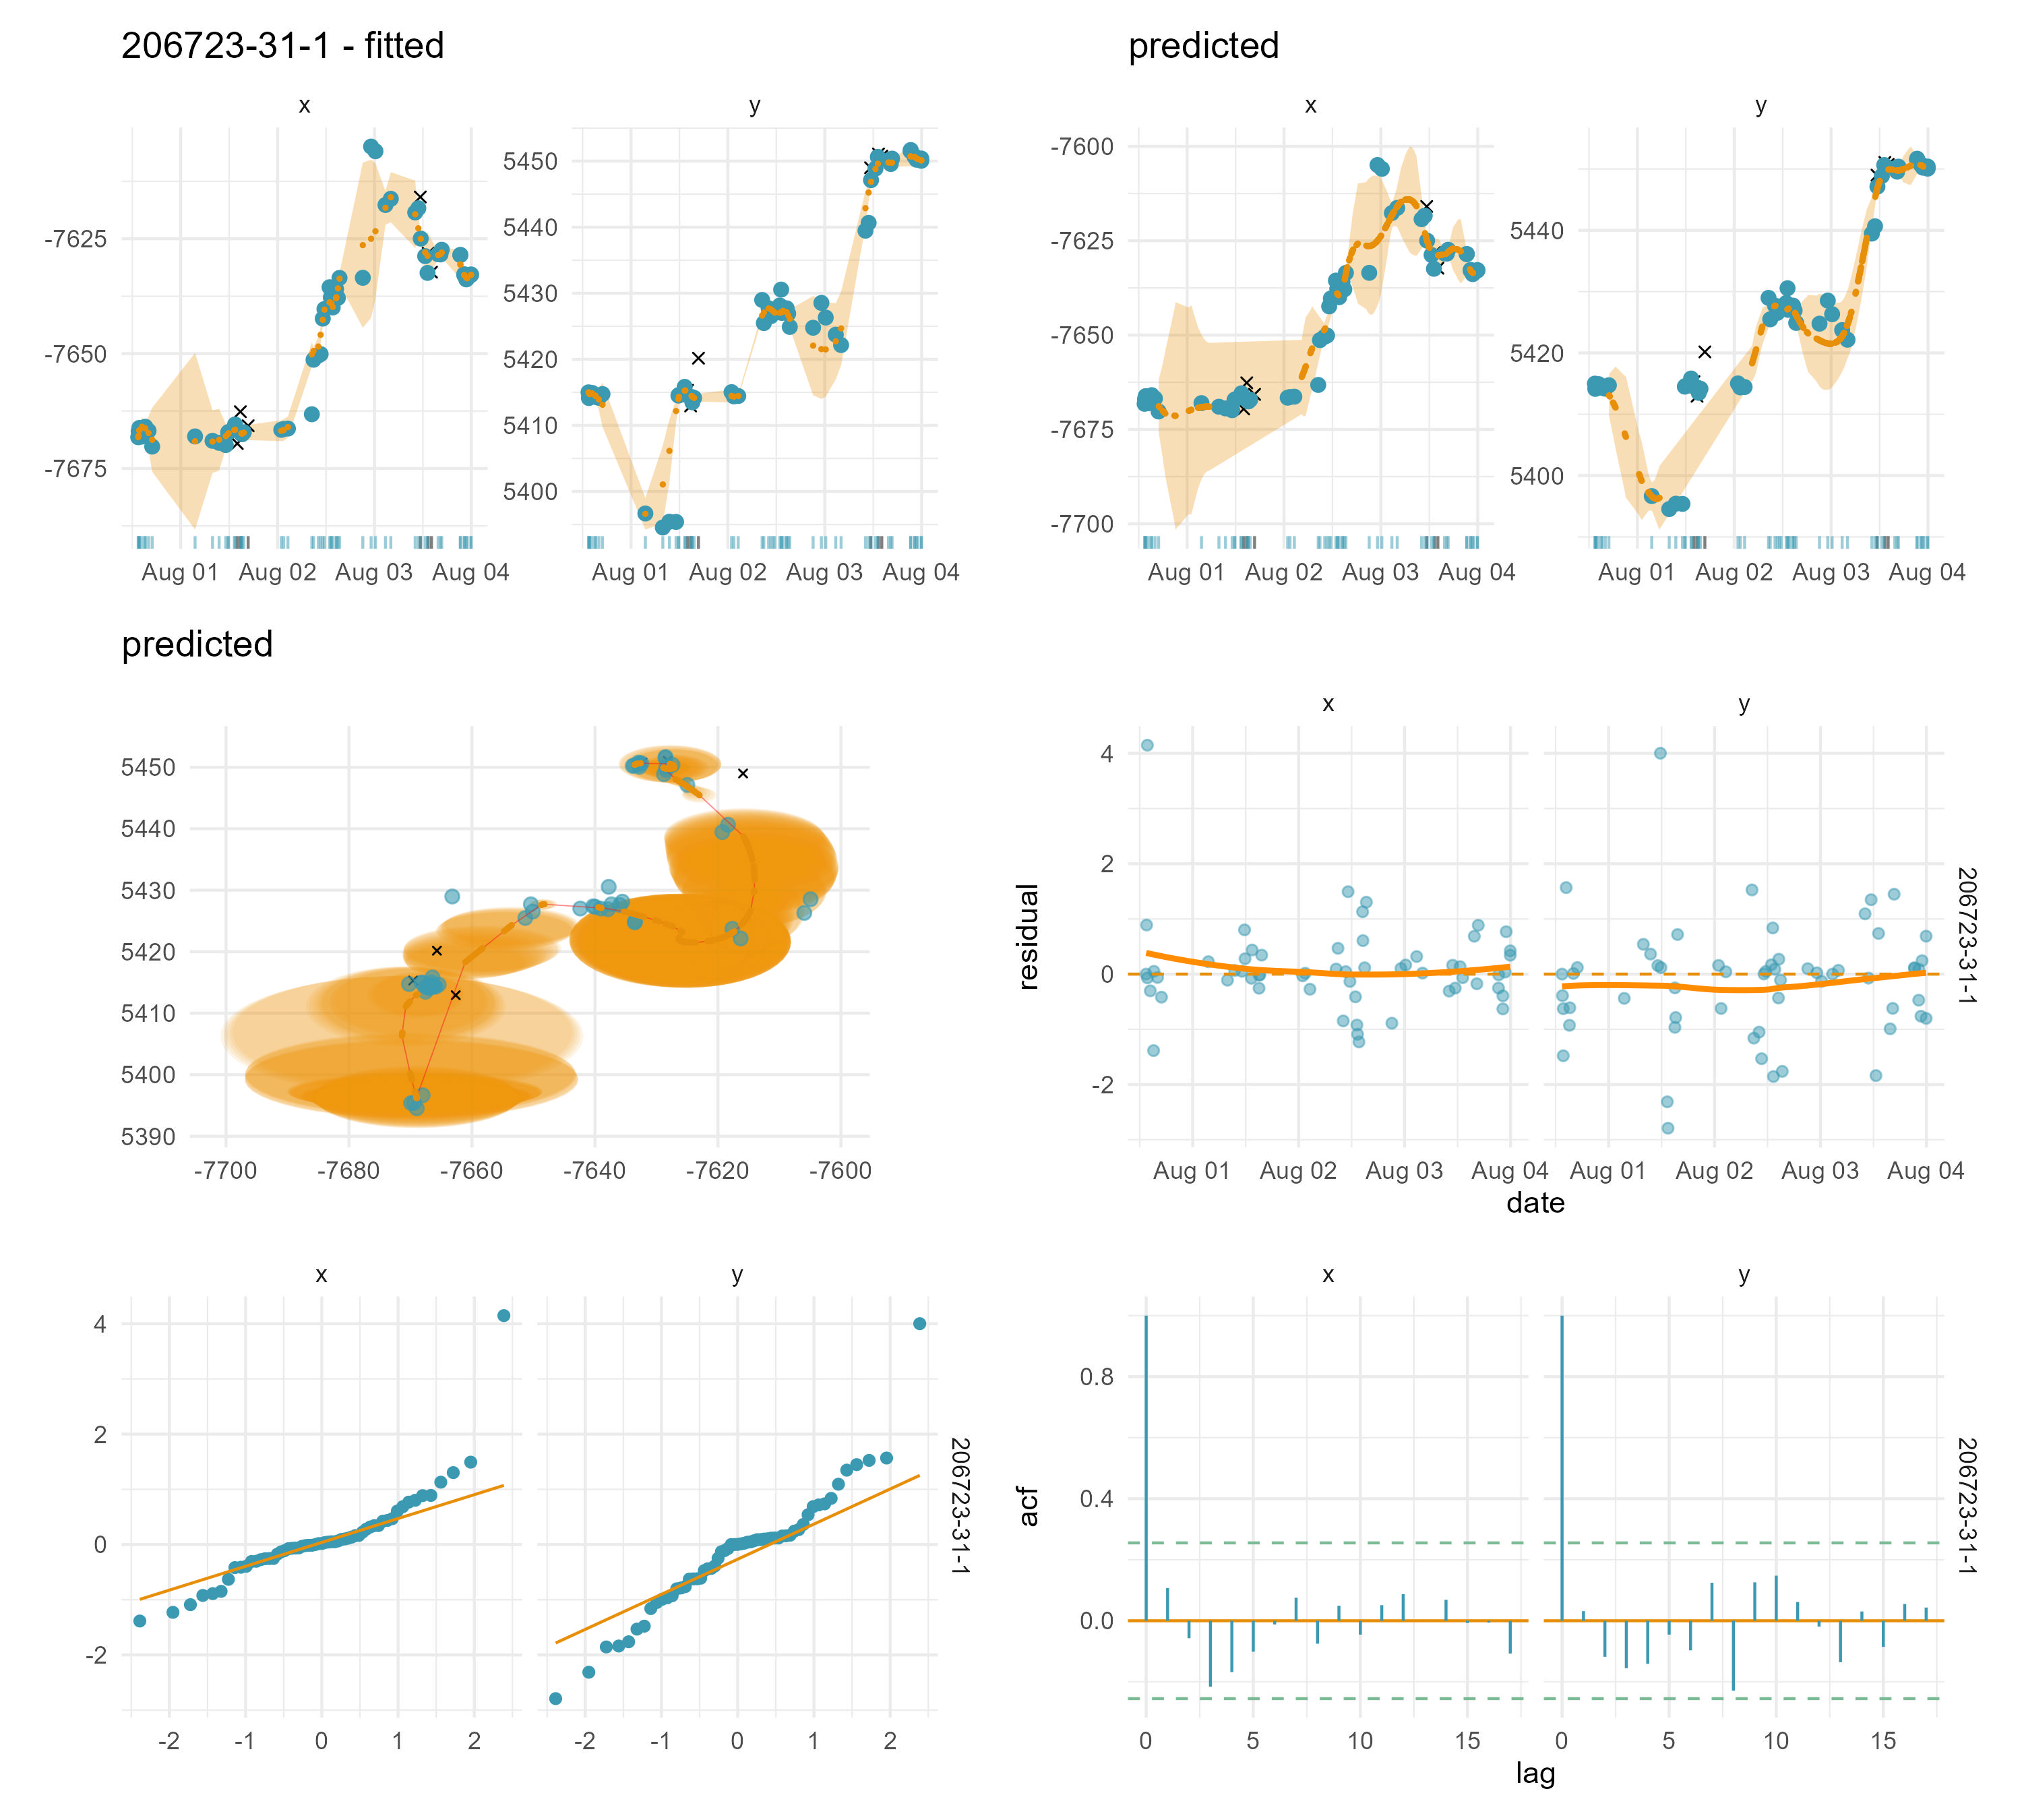 206723-31-1 - fitted
predicted
x
y
x
y
-7625
-7650
-7675
5450
5440
5430
5420
5410
5400
-7600
-7625
-7650
-7675
-7700
5440
5420
5400
Aug 01 Aug 02 Aug 03 Aug 04
Aug 01 Aug 02 Aug 03 Aug 04
Aug 01 Aug 02 Aug 03 Aug 04
Aug 01 Aug 02 Aug 03 Aug 04
predicted
5450
5440
5430
5420
5410
5400
5390
-7700 -7680 -7660 -7640 -7620 -7600
x
y
residual
4
2
0
-2
206723-31-1
Aug 01 Aug 02 Aug 03 Aug 04
Aug 01 Aug 02 Aug 03 Aug 04
date
x
y
4
2
0
-2
206723-31-1
-2 -1 0 1 2
-2 -1 0 1 2
x
y
acf
0.8
0.4
0.0
206723-31-1
0 5 10 15
0 5 10 15
lag